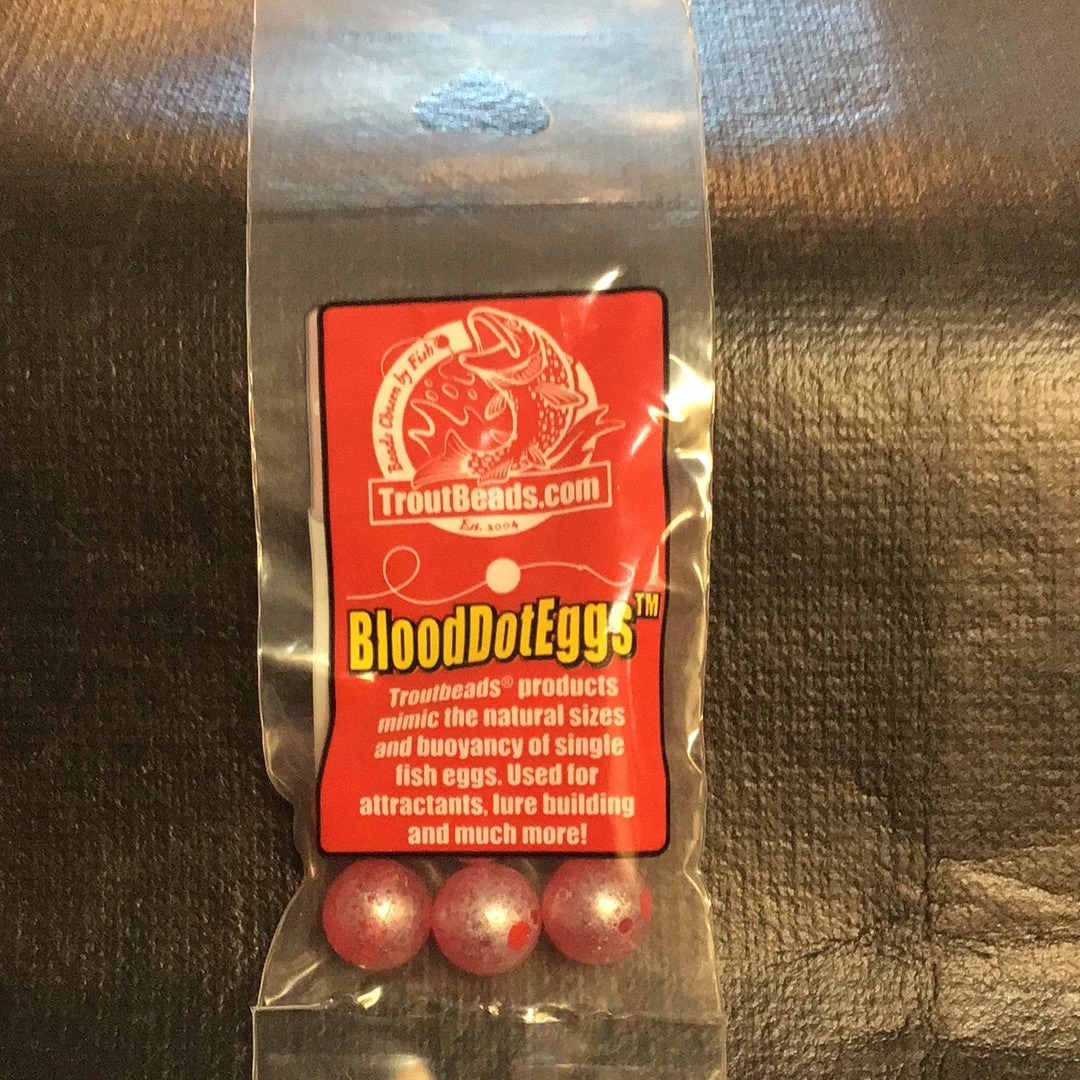 Beads Chosen by Fish™
TroutBeads.com
Est. 2004
BloodDotEggs™
Troutbeads® products
mimic the natural sizes
and buoyancy of single
fish eggs. Used for
attractants, lure building
and much more!